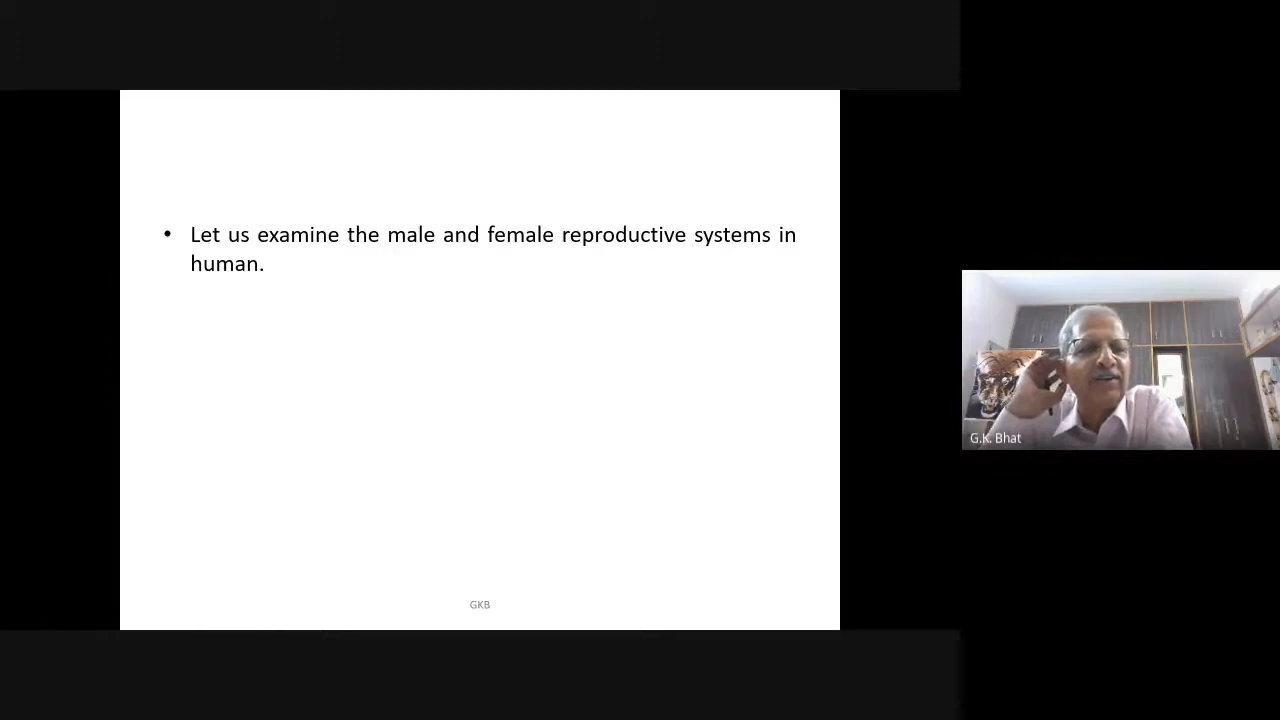 • Let us examine the male and female reproductive systems in
human.
GKB
G.K. Bhat